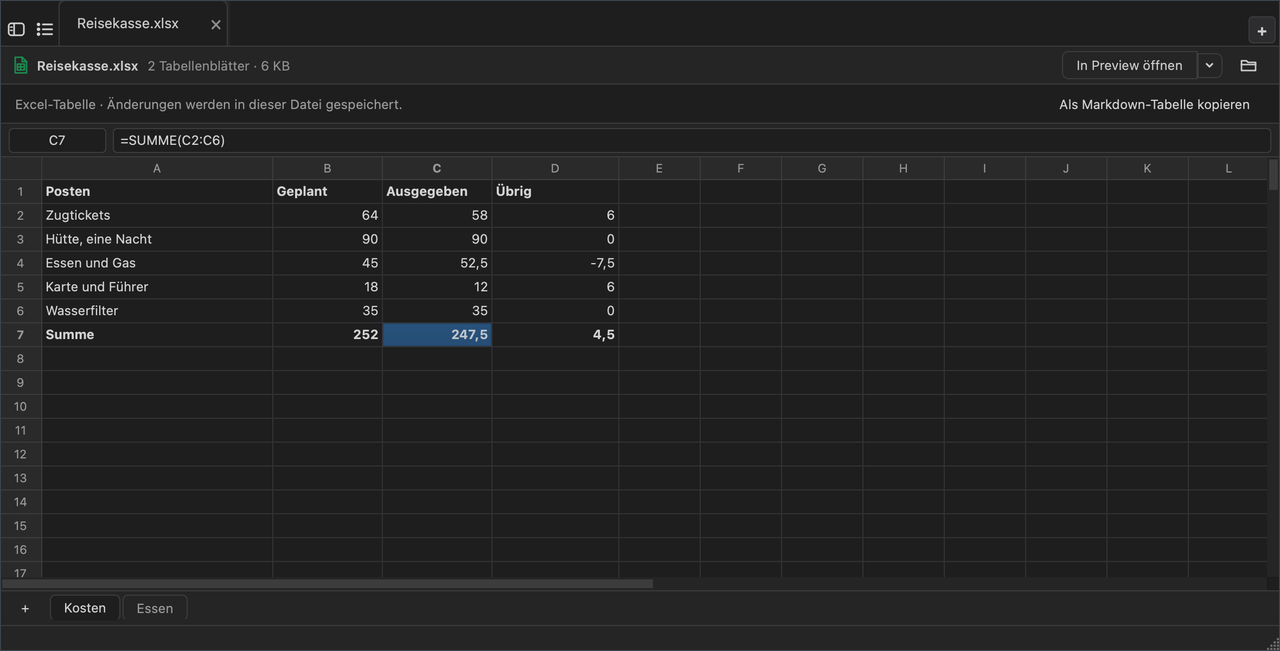 Reisekasse.xlsx
Reisekasse.xlsx 2 Tabellenblätter · 6 KB
In Preview öffnen
Excel-Tabelle · Änderungen werden in dieser Datei gespeichert.
Als Markdown-Tabelle kopieren
C7 =SUMME(C2:C6)
A B C D E F G H I J K L
1 Posten Geplant Ausgegeben Übrig
2 Zugtickets 64 58 6
3 Hütte, eine Nacht 90 90 0
4 Essen und Gas 45 52,5 -7,5
5 Karte und Führer 18 12 6
6 Wasserfilter 35 35 0
7 Summe 252 247,5 4,5
8
9
10
11
12
13
14
15
16
17
+ Kosten Essen